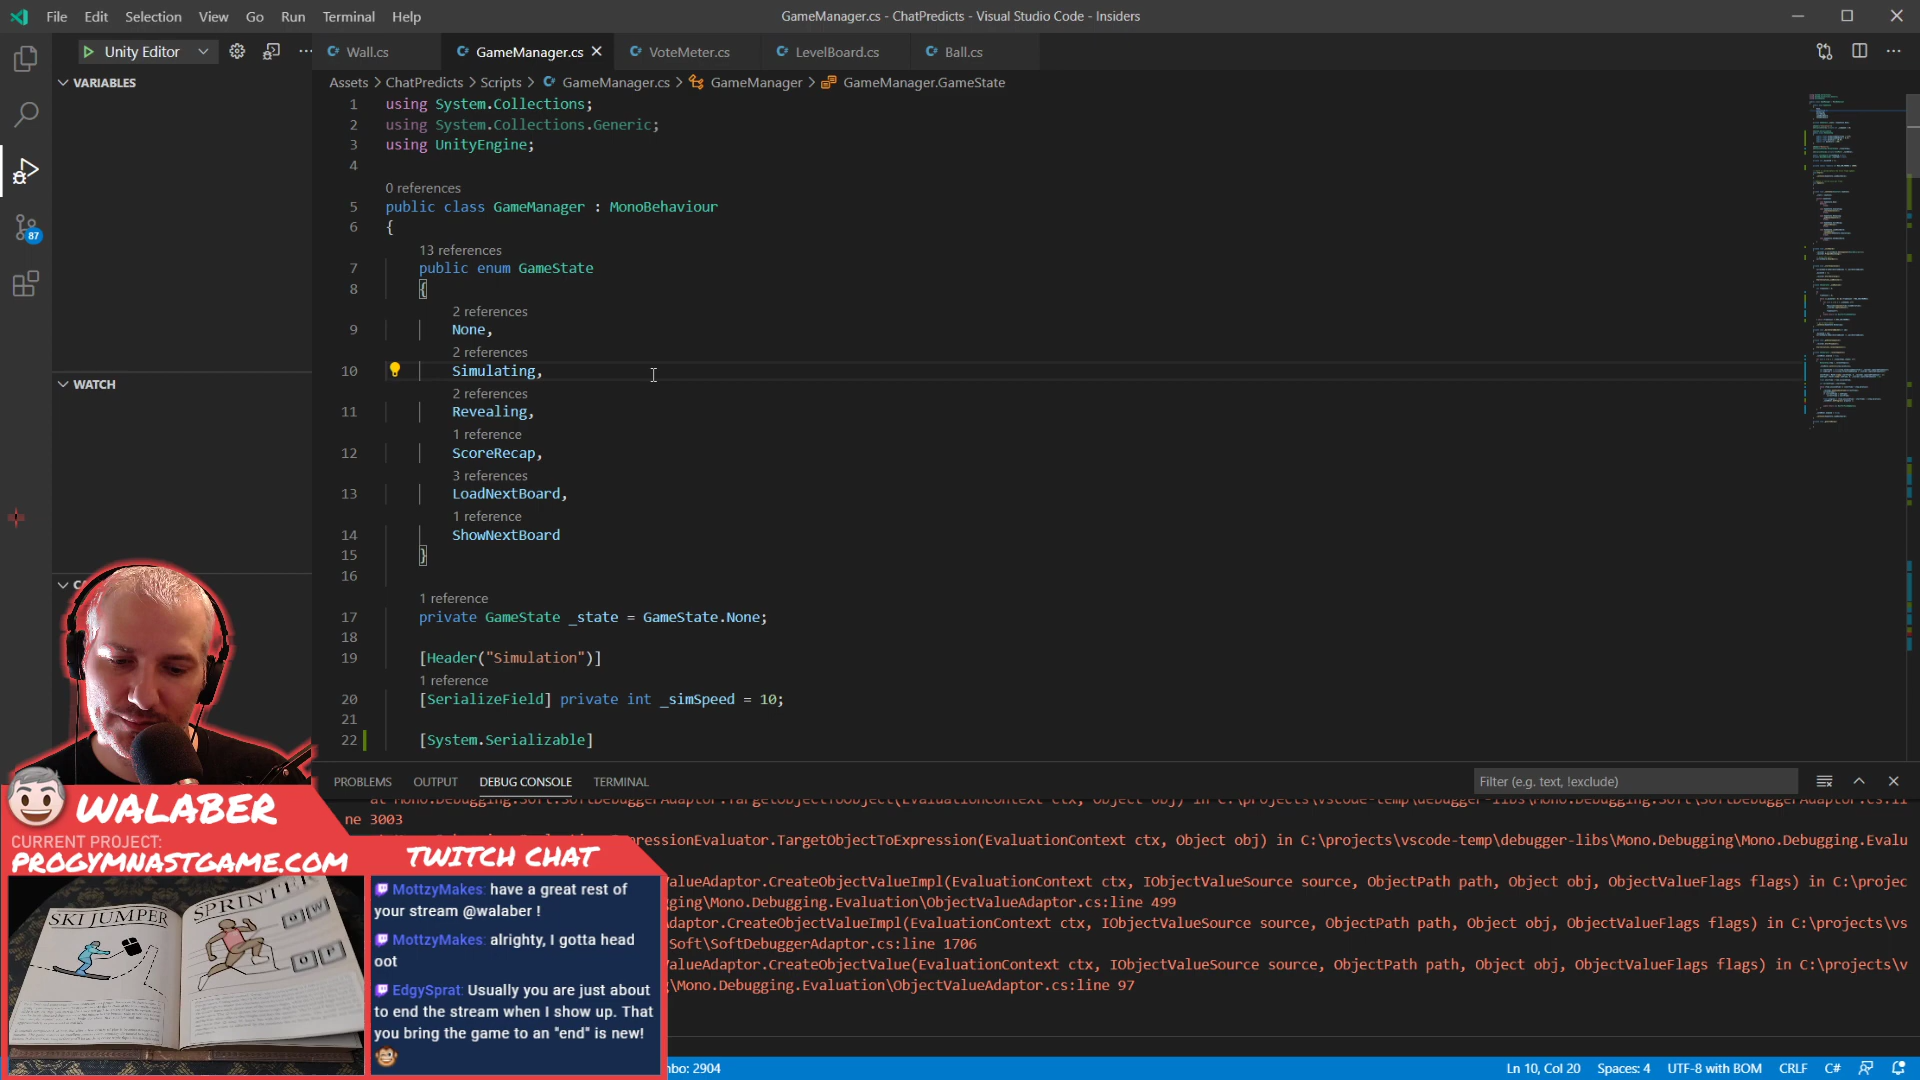 File Edit Selection View Go Run Terminal Help
GameManager.cs - ChatPredicts - Visual Studio Code - Insiders
Unity Editor
Wall.cs
GameManager.cs
VoteMeter.cs
LevelBoard.cs
Ball.cs
VARIABLES
WATCH
87
Assets > ChatPredicts > Scripts > GameManager.cs > GameManager > GameManager.GameState
1 using System.Collections;
2 using System.Collections.Generic;
3 using UnityEngine;
4
0 references
5 public class GameManager : MonoBehaviour
6 {
13 references
7 public enum GameState
8 {
2 references
9 None,
2 references
10 Simulating,
2 references
11 Revealing,
1 reference
12 ScoreRecap,
3 references
13 LoadNextBoard,
1 reference
14 ShowNextBoard
15 }
16
1 reference
17 private GameState _state = GameState.None;
18
19 [Header("Simulation")]
1 reference
20 [SerializeField] private int _simSpeed = 10;
21
22 [System.Serializable]
PROBLEMS OUTPUT DEBUG CONSOLE TERMINAL
Filter (e.g. text, !exclude)
at Mono.Debugging.Soft.SoftDebuggerAdaptor.TargetObjectToObject(EvaluationContext ctx, Object obj) in C:\projects\vscode-temp\debugger-libs\Mono.Debugging.Soft\SoftDebuggerAdaptor.cs:li
ne 3003
ExpressionEvaluator.TargetObjectToExpression(EvaluationContext ctx, Object obj) in C:\projects\vscode-temp\debugger-libs\Mono.Debugging\Mono.Debugging.Evalu
alueAdaptor.CreateObjectValueImpl(EvaluationContext ctx, IObjectValueSource source, ObjectPath path, Object obj, ObjectValueFlags flags) in C:\projec
ging\Mono.Debugging.Evaluation\ObjectValueAdaptor.cs:line 499
Adaptor.CreateObjectValueImpl(EvaluationContext ctx, IObjectValueSource source, ObjectPath path, Object obj, ObjectValueFlags flags) in C:\projects\vs
Soft\SoftDebuggerAdaptor.cs:line 1706
alueAdaptor.CreateObjectValue(EvaluationContext ctx, IObjectValueSource source, ObjectPath path, Object obj, ObjectValueFlags flags) in C:\projects\v
\Mono.Debugging.Evaluation\ObjectValueAdaptor.cs:line 97
WALABER
CURRENT PROJECT:
PROGYMNASTGAME.COM
SKI JUMPER
SPRINTER
Q W
O P
TWITCH CHAT
MottzyMakes: have a great rest of
your stream @walaber !
MottzyMakes: alrighty, I gotta head
oot
EdgySprat: Usually you are just about
to end the stream when I show up. That
you bring the game to an "end" is new!
mbo: 2904
Ln 10, Col 20 Spaces: 4 UTF-8 with BOM CRLF C#